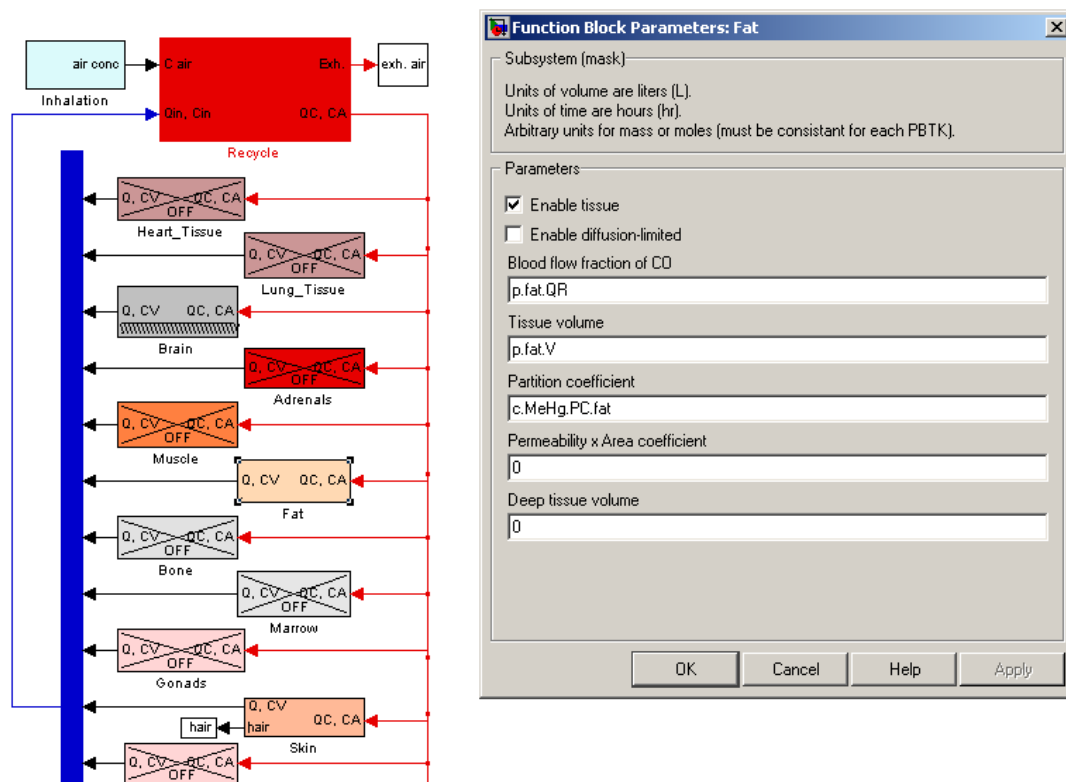 air conc
Inhalation
C air
Exh.
Qin, Cin
QC, CA
Recycle
exh. air
Q, CV QC, CA
OFF
Heart_Tissue
Q, CV QC, CA
OFF
Lung_Tissue
Q, CV QC, CA
Brain
Q, CV QC, CA
OFF
Adrenals
Q, CV QC, CA
OFF
Muscle
Q, CV QC, CA
Fat
Q, CV QC, CA
OFF
Bone
Q, CV QC, CA
OFF
Marrow
Q, CV QC, CA
OFF
Gonads
Q, CV
hair
hair
QC, CA
Skin
Q, CV QC, CA
OFF
Function Block Parameters: Fat
Subsystem (mask)
Units of volume are liters (L).
Units of time are hours (hr).
Arbitrary units for mass or moles (must be consistant for each PBTK).
Parameters
Enable tissue
Enable diffusion-limited
Blood flow fraction of CO
p.fat.QR
Tissue volume
p.fat.V
Partition coefficient
c.MeHg.PC.fat
Permeability x Area coefficient
0
Deep tissue volume
0
OK
Cancel
Help
Apply